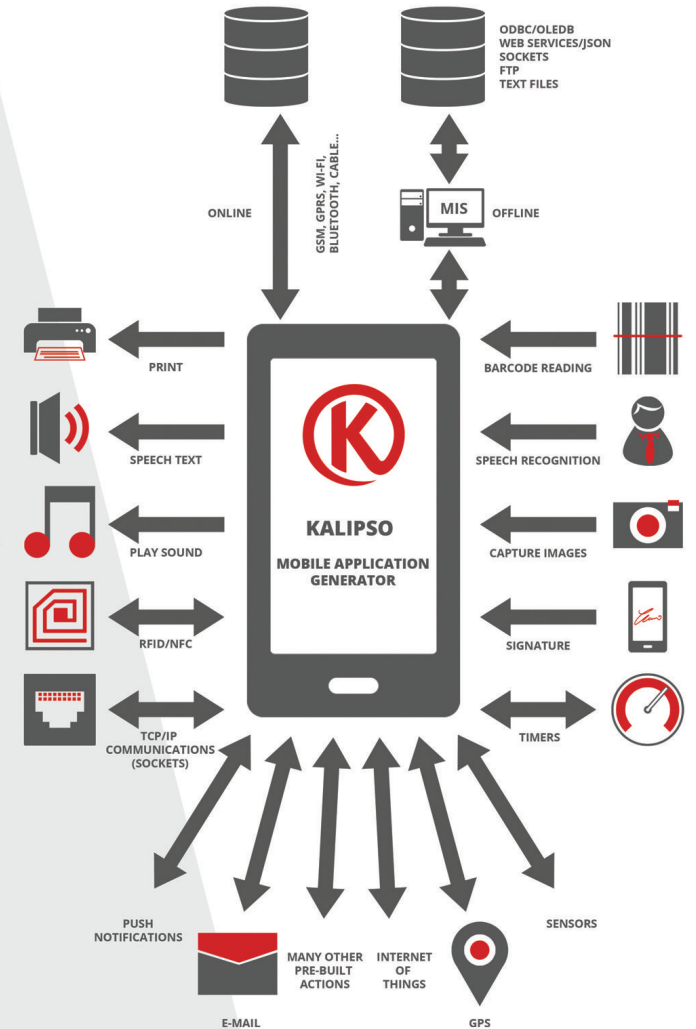 ODBC/OLEDB
WEB SERVICES/JSON
SOCKETS
FTP
TEXT FILES
GSM, GPRS, WI-FI,
BLUETOOTH, CABLE...
ONLINE
MIS
OFFLINE
PRINT
BARCODE READING
SPEECH TEXT
SPEECH RECOGNITION
K
KALIPSO
MOBILE APPLICATION
GENERATOR
PLAY SOUND
CAPTURE IMAGES
RFID/NFC
SIGNATURE
TCP/IP
COMMUNICATIONS
(SOCKETS)
TIMERS
PUSH
NOTIFICATIONS
SENSORS
MANY OTHER
PRE-BUILT
ACTIONS
INTERNET
OF
THINGS
E-MAIL
GPS